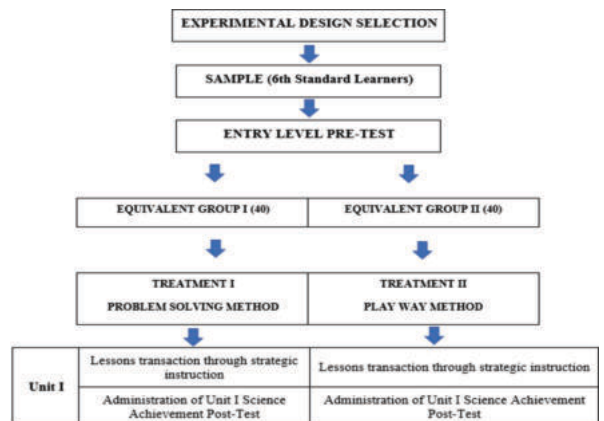 EXPERIMENTAL DESIGN SELECTION
SAMPLE (6th Standard Learners)
ENTRY LEVEL PRE-TEST
EQUIVALENT GROUP I (40)
EQUIVALENT GROUP II (40)
TREATMENT I
PROBLEM SOLVING METHOD
TREATMENT II
PLAY WAY METHOD
Unit I
Lessons transaction through strategic
instruction
Lessons transaction through strategic instruction
Administration of Unit I Science
Achievement Post-Test
Administration of Unit I Science Achievement
Post-Test